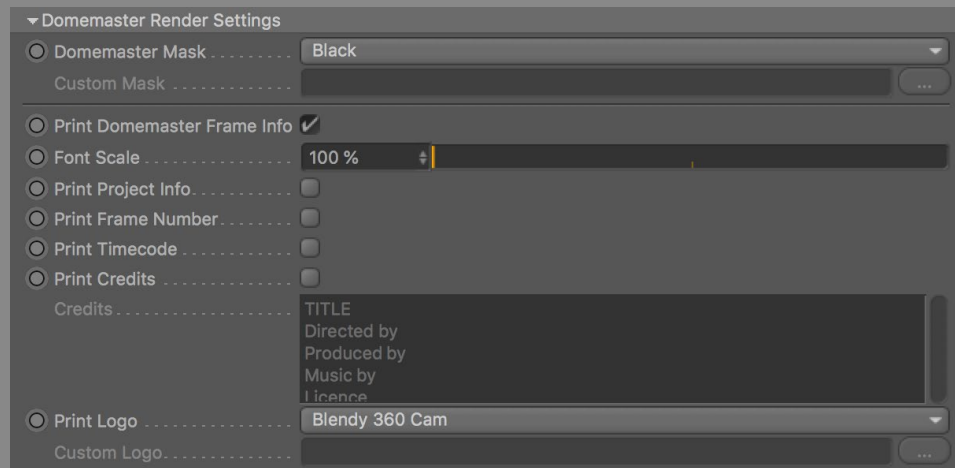 Domemaster Render Settings
Domemaster Mask Black
Custom Mask ...
Print Domemaster Frame Info
Font Scale 100 %
Print Project Info
Print Frame Number
Print Timecode
Print Credits
Credits TITLE
Directed by
Produced by
Music by
Licence
Print Logo Blendy 360 Cam
Custom Logo ...